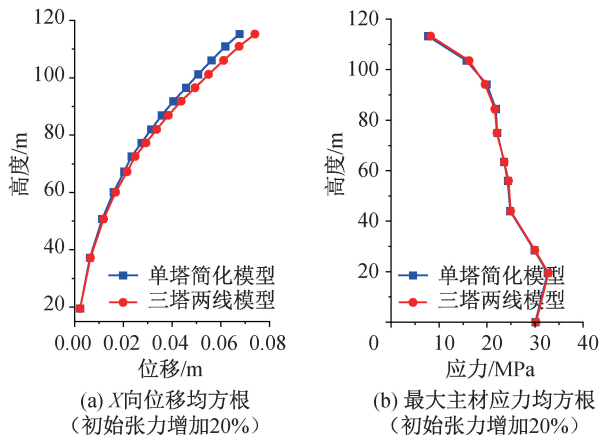 120
100
80
60
40
20
高度/m
单塔简化模型
三塔两线模型
0.00 0.02 0.04 0.06 0.08
位移/m
(a) X向位移均方根
（初始张力增加20%）
120
100
80
60
40
20
高度/m
单塔简化模型
三塔两线模型
0 10 20 30 40
应力/MPa
(b) 最大主材应力均方根
（初始张力增加20%）